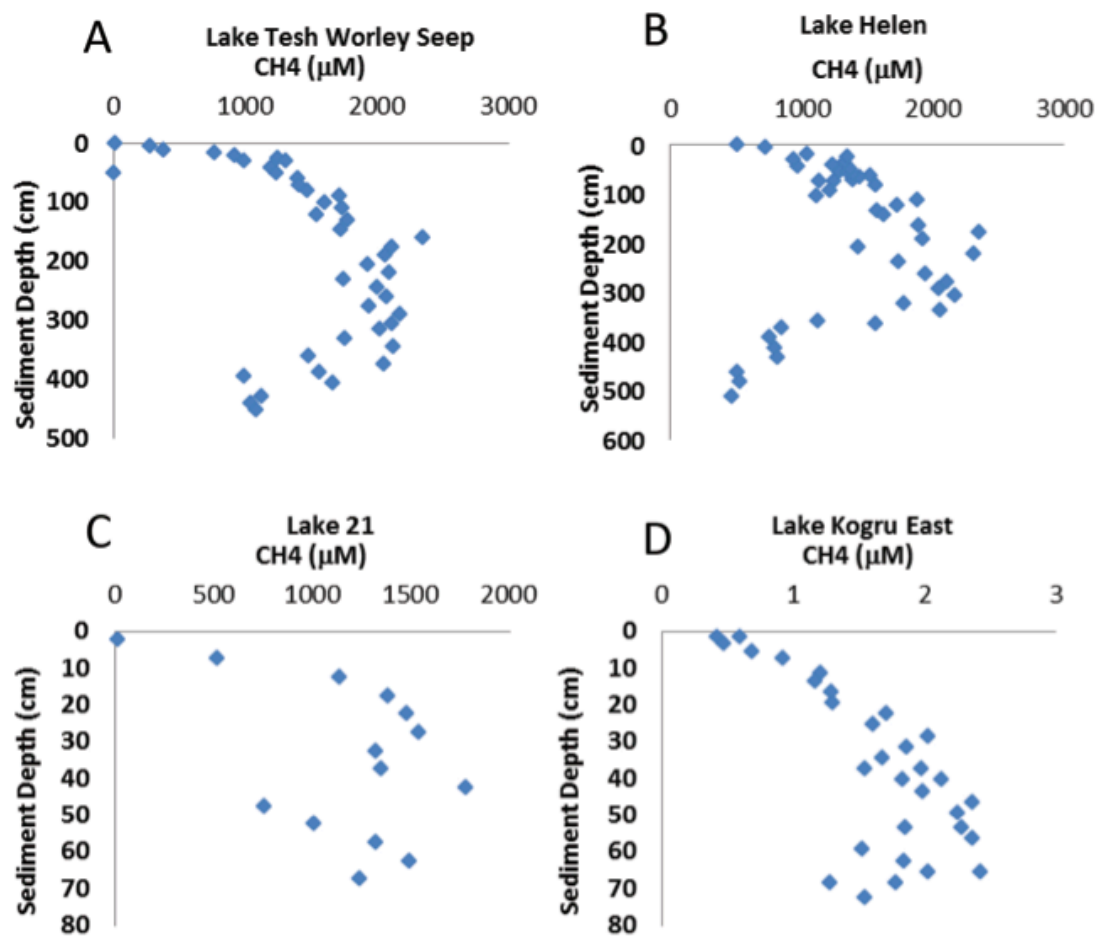 A
Lake Tesh Worley Seep
CH4 (μM)
0 1000 2000 3000
Sediment Depth (cm)
0
100
200
300
400
500
B
Lake Helen
CH4 (μM)
0 1000 2000 3000
Sediment Depth (cm)
0
100
200
300
400
500
600
C
Lake 21
CH4 (μM)
0 500 1000 1500 2000
Sediment Depth (cm)
0
10
20
30
40
50
60
70
80
D
Lake Kogru East
CH4 (μM)
0 1 2 3
Sediment Depth (cm)
0
10
20
30
40
50
60
70
80